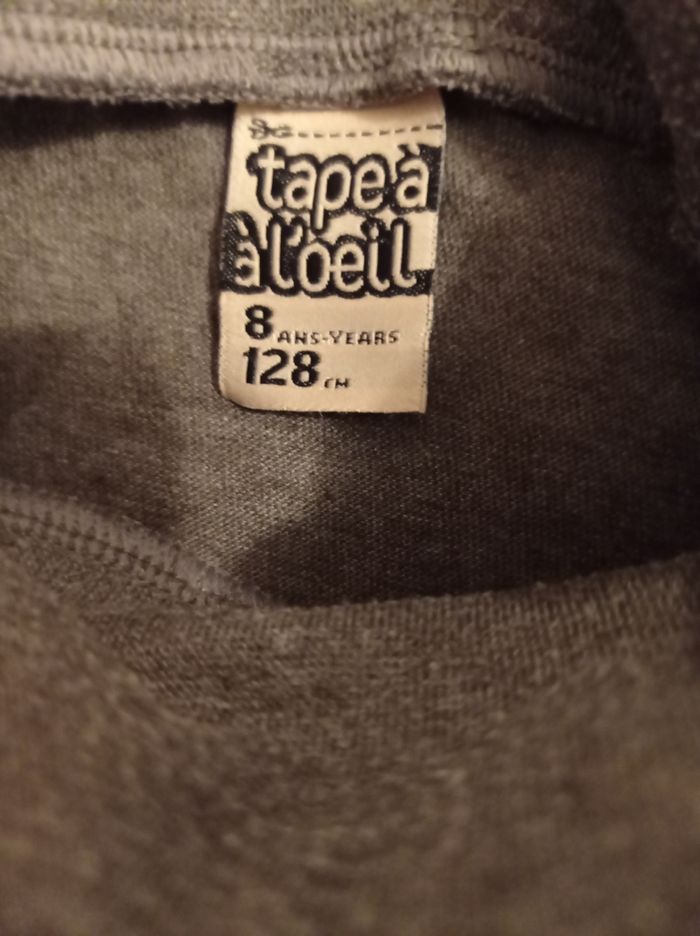 tape à
à l'oeil
8 ANS-YEARS
128 CM